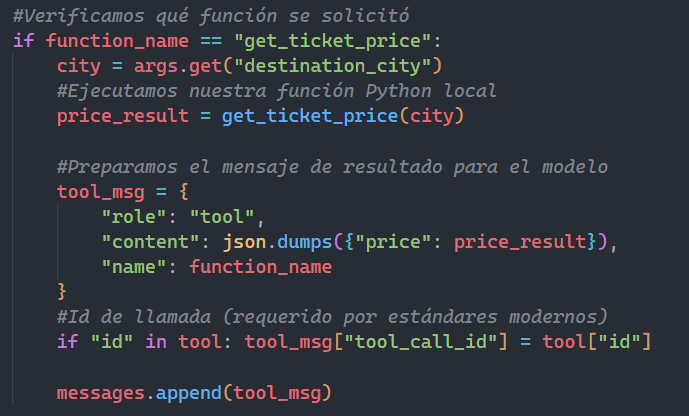 #Verificamos qué función se solicitó
if function_name == "get_ticket_price":
    city = args.get("destination_city")
    #Ejecutamos nuestra función Python local
    price_result = get_ticket_price(city)

    #Preparamos el mensaje de resultado para el modelo
    tool_msg = {
        "role": "tool",
        "content": json.dumps({"price": price_result}),
        "name": function_name
    }
    #Id de llamada (requerido por estándares modernos)
    if "id" in tool: tool_msg["tool_call_id"] = tool["id"]

    messages.append(tool_msg)